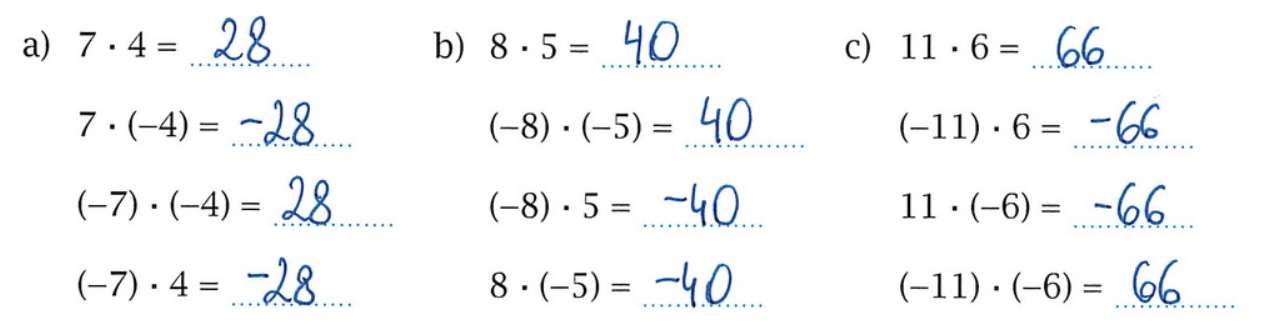 a) 7 · 4 = 28 b) 8 · 5 = 40 c) 11 · 6 = 66
7 · (−4) = −28 (−8) · (−5) = 40 (−11) · 6 = −66
(−7) · (−4) = 28 (−8) · 5 = −40 11 · (−6) = −66
(−7) · 4 = −28 8 · (−5) = −40 (−11) · (−6) = 66